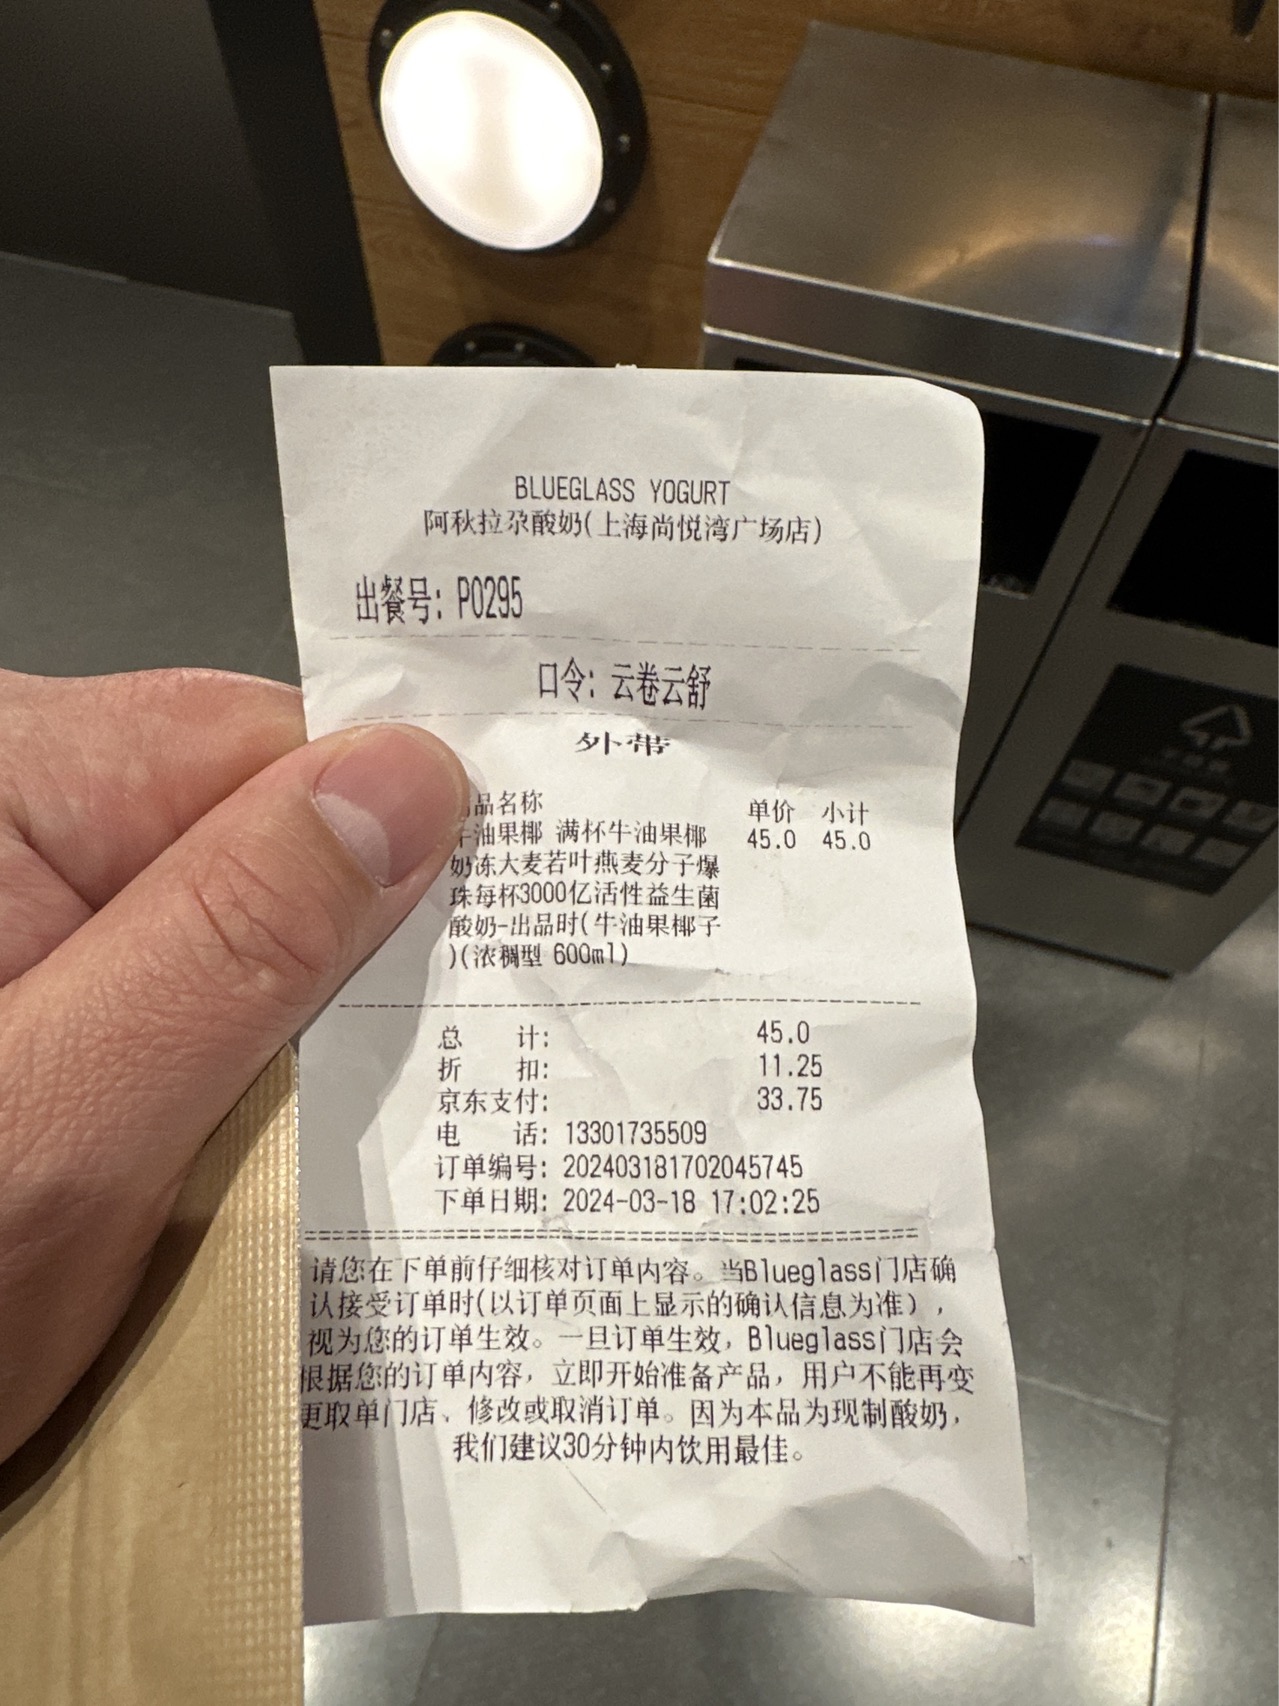 BLUEGLASS YOGURT
阿秋拉尕酸奶(上海尚悦湾广场店)
出餐号: P0295
口令: 云卷云舒
外带
品名称 单价 小计
牛油果椰 满杯牛油果椰 45.0 45.0
奶冻大麦若叶燕麦分子爆
珠每杯3000亿活性益生菌
酸奶-出品时(牛油果椰子
)(浓稠型 600ml)
总 计: 45.0
折 扣: 11.25
京东支付: 33.75
电 话: 13301735509
订单编号: 202403181702045745
下单日期: 2024-03-18 17:02:25
请您在下单前仔细核对订单内容。当Blueglass门店确
认接受订单时(以订单页面上显示的确认信息为准),
视为您的订单生效。一旦订单生效, Blueglass门店会
根据您的订单内容, 立即开始准备产品, 用户不能再变
更取单门店、修改或取消订单。因为本品为现制酸奶,
我们建议30分钟内饮用最佳。